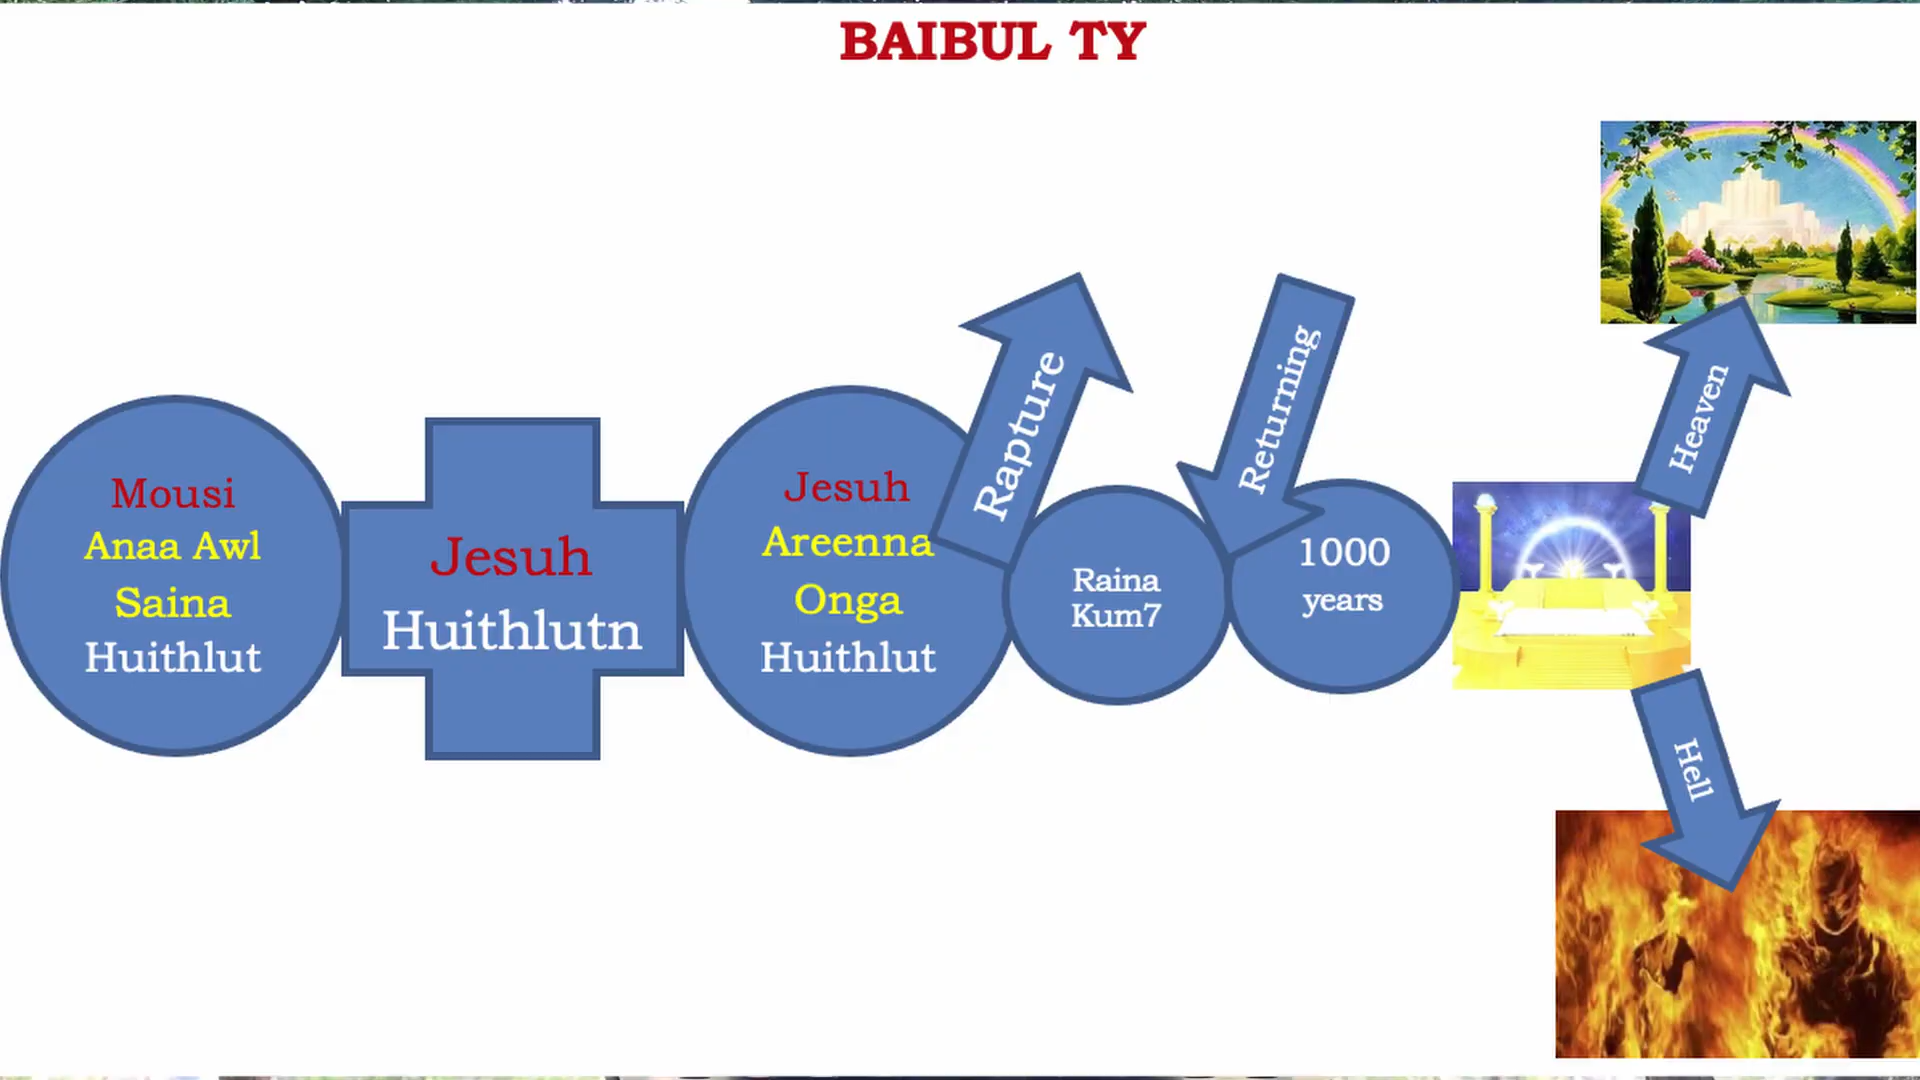 BAIBUL TY
Mousi
Anaa Awl
Saina
Huithlut
Jesuh
Huithlutn
Jesuh
Areenna
Onga
Huithlut
Rapture
Raina
Kum7
Returning
1000
years
Heaven
Hell